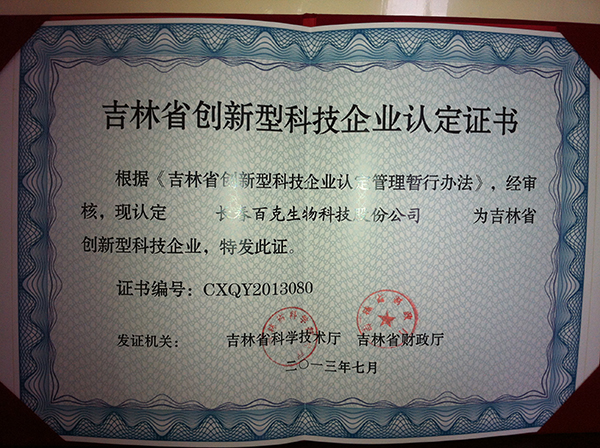 吉林省创新型科技企业认定证书
根据《吉林省创新型科技企业认定管理暂行办法》，经审
核，现认定 长春百克生物科技股份公司 为吉林省
创新型科技企业，特发此证。
证书编号：CXQY2013080
发证机关： 吉林省科学技术厅 吉林省财政厅
二〇一三年七月